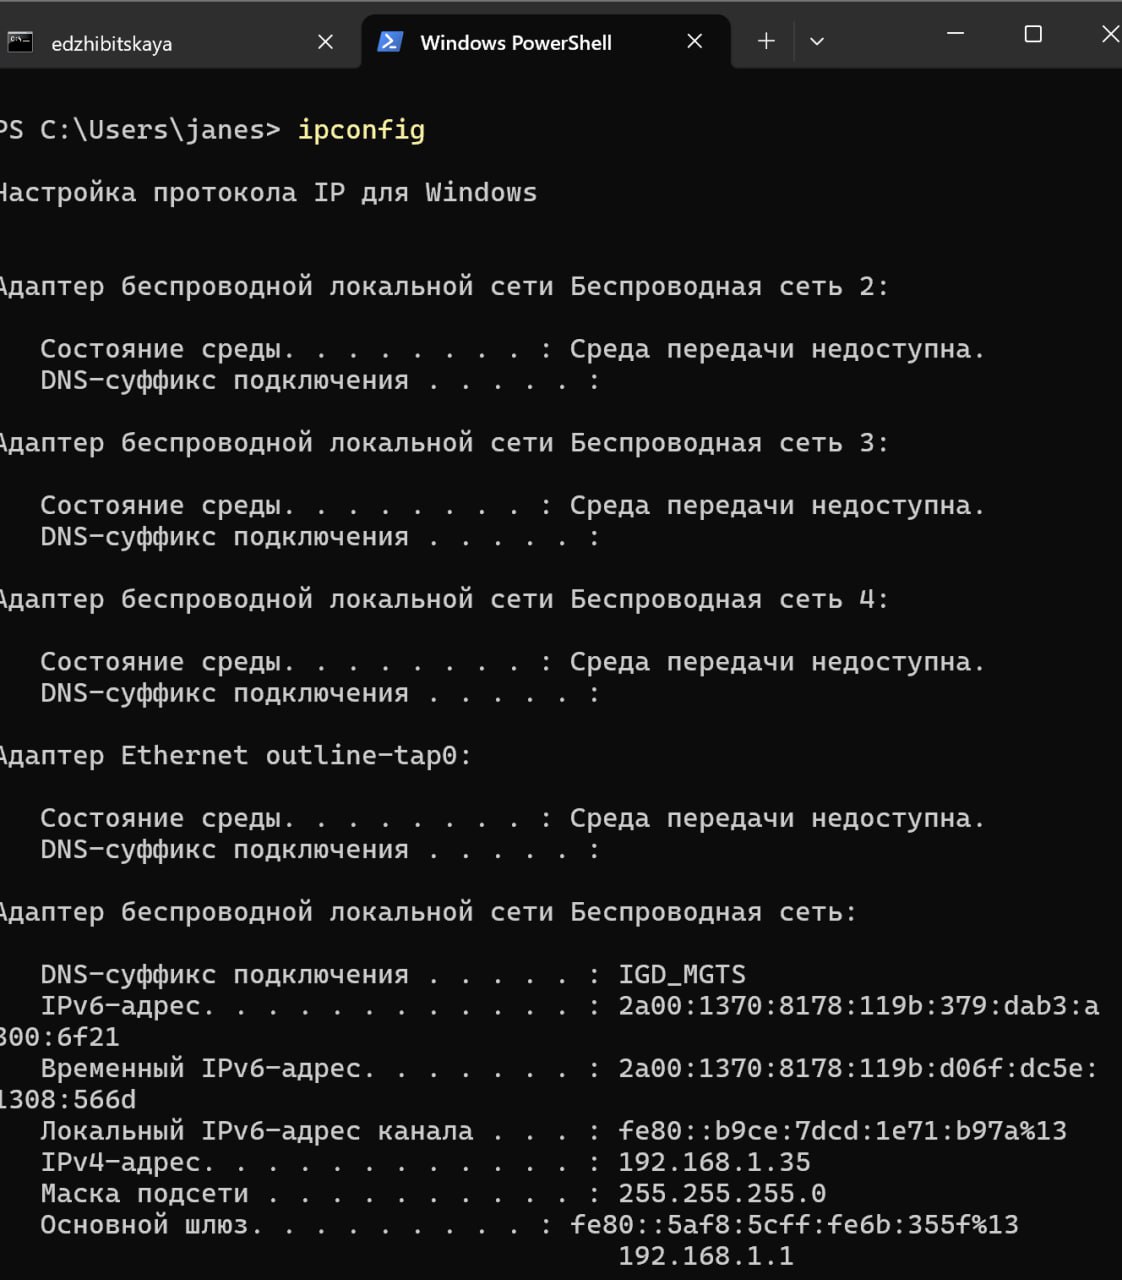 edzhibitskaya
Windows PowerShell
PS C:\Users\janes> ipconfig
Настройка протокола IP для Windows
Адаптер беспроводной локальной сети Беспроводная сеть 2:
Состояние среды. . . . . . . . : Среда передачи недоступна.
DNS-суффикс подключения . . . . . :
Адаптер беспроводной локальной сети Беспроводная сеть 3:
Состояние среды. . . . . . . . : Среда передачи недоступна.
DNS-суффикс подключения . . . . . :
Адаптер беспроводной локальной сети Беспроводная сеть 4:
Состояние среды. . . . . . . . : Среда передачи недоступна.
DNS-суффикс подключения . . . . . :
Адаптер Ethernet outline-tap0:
Состояние среды. . . . . . . . : Среда передачи недоступна.
DNS-суффикс подключения . . . . . :
Адаптер беспроводной локальной сети Беспроводная сеть:
DNS-суффикс подключения . . . . . : IGD_MGTS
IPv6-адрес. . . . . . . . . . . . : 2a00:1370:8178:119b:379:dab3:a
300:6f21
Временный IPv6-адрес. . . . . . . : 2a00:1370:8178:119b:d06f:dc5e:
1308:566d
Локальный IPv6-адрес канала . . . : fe80::b9ce:7dcd:1e71:b97a%13
IPv4-адрес. . . . . . . . . . . . : 192.168.1.35
Маска подсети . . . . . . . . . . : 255.255.255.0
Основной шлюз. . . . . . . . . : fe80::5af8:5cff:fe6b:355f%13
192.168.1.1